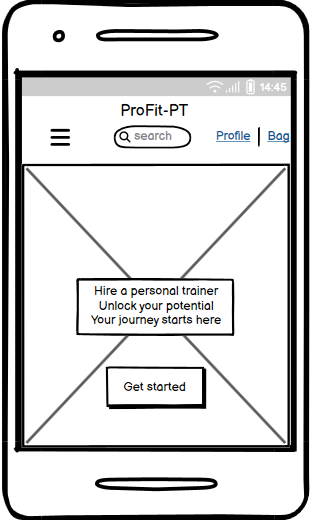 14:45
ProFit-PT
search
Profile
Bag
Hire a personal trainer
Unlock your potential
Your journey starts here
Get started